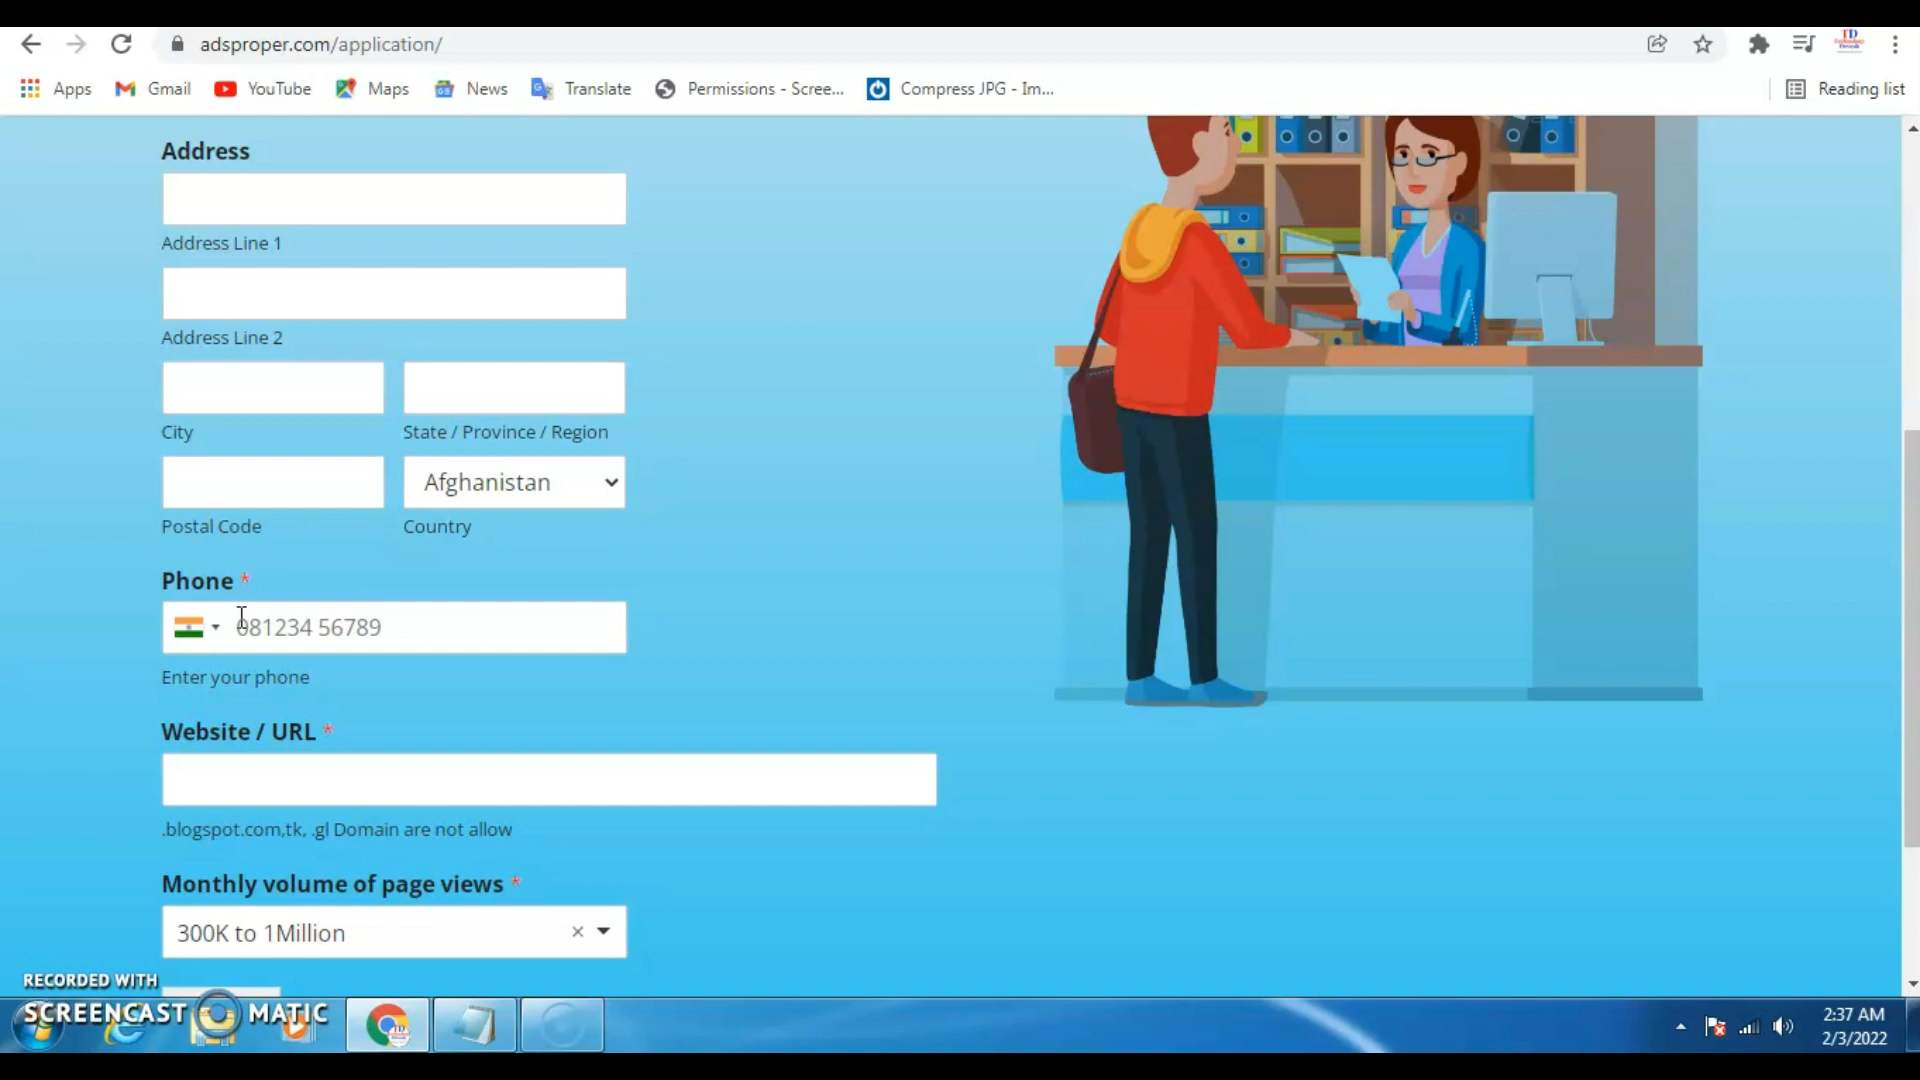 adsproper.com/application/
TD
Apps
Gmail
YouTube
Maps
News
Translate
Permissions - Scree...
Compress JPG - Im...
Reading list
Address
Address Line 1
Address Line 2
City
State / Province / Region
Afghanistan
Postal Code
Country
Phone *
081234 56789
Enter your phone
Website / URL *
.blogspot.com,tk, .gl Domain are not allow
Monthly volume of page views *
300K to 1Million
RECORDED WITH
SCREENCAST MATIC
2:37 AM
2/3/2022